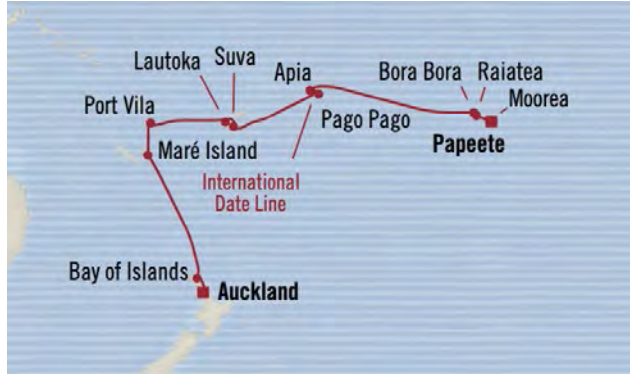 Lautoka
Suva
Apia
Bora Bora
Raiatea
Moorea
Port Vila
Pago Pago
Papeete
Maré Island
International
Date Line
Bay of Islands
Auckland